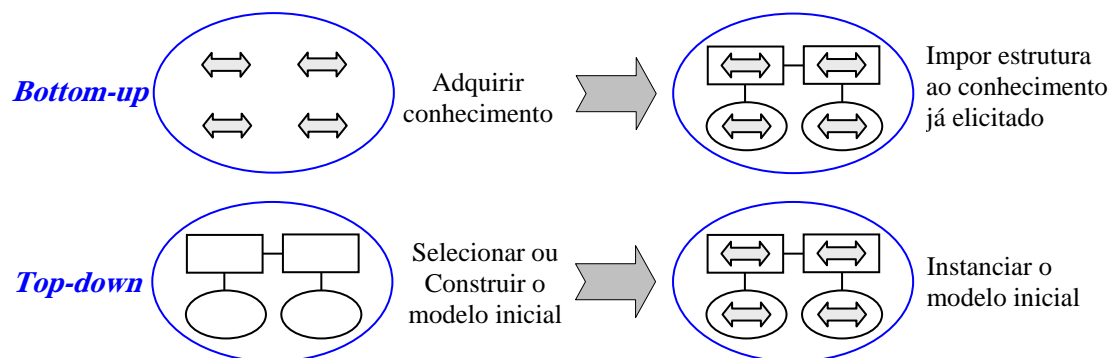 Bottom-up
Adquirir
conhecimento
Impor estrutura
ao conhecimento
já elicitado
Top-down
Selecionar ou
Construir o
modelo inicial
Instanciar o
modelo inicial